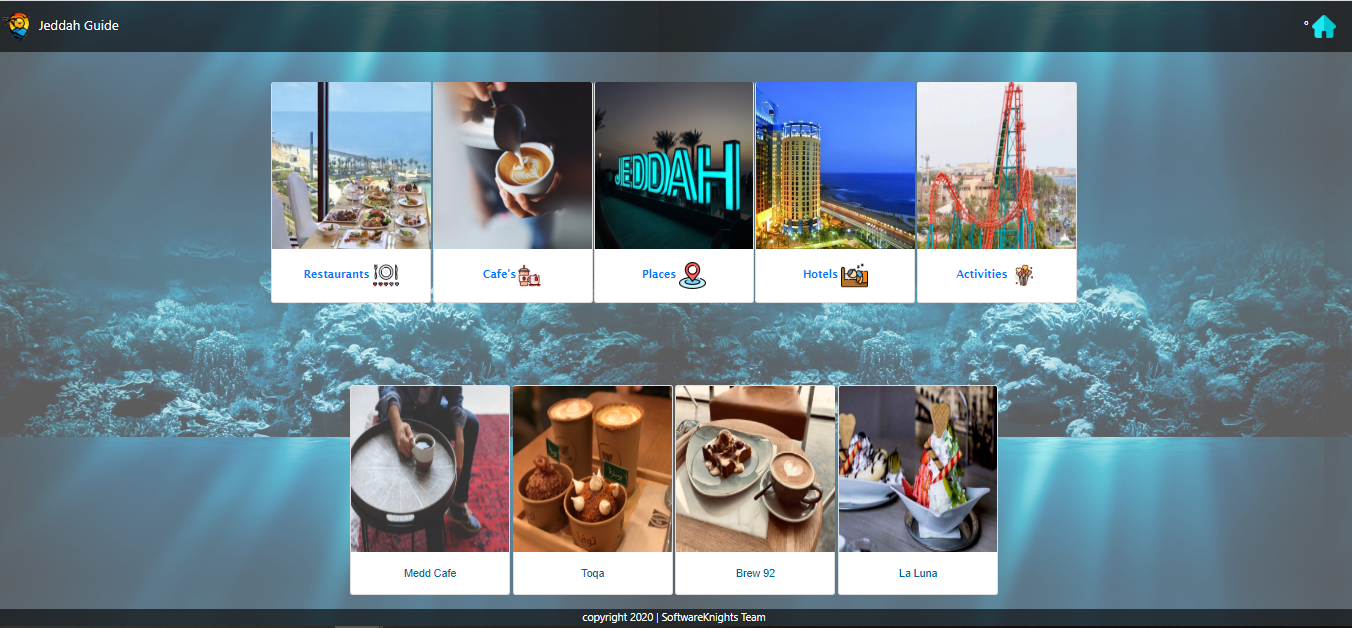 Jeddah Guide
JEDDAH
Restaurants
Cafe's
Places
Hotels
Activities
Medd Cafe
Toqa
Brew 92
La Luna
copyright 2020 | SoftwareKnights Team